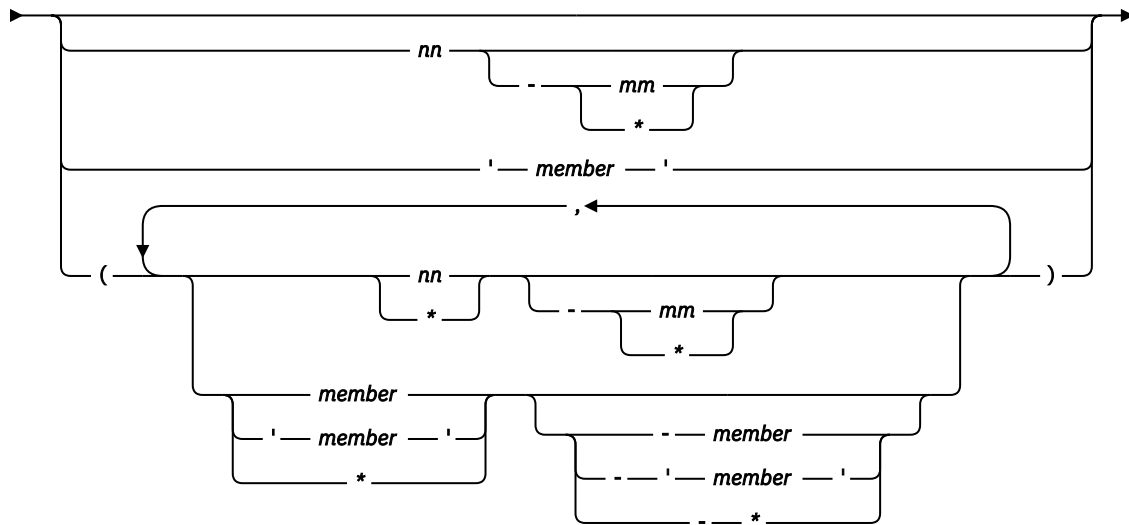 nn
- mm
*
' member '
,
( nn )
* - mm
*
member
' member ' - member
* - ' member '
- *